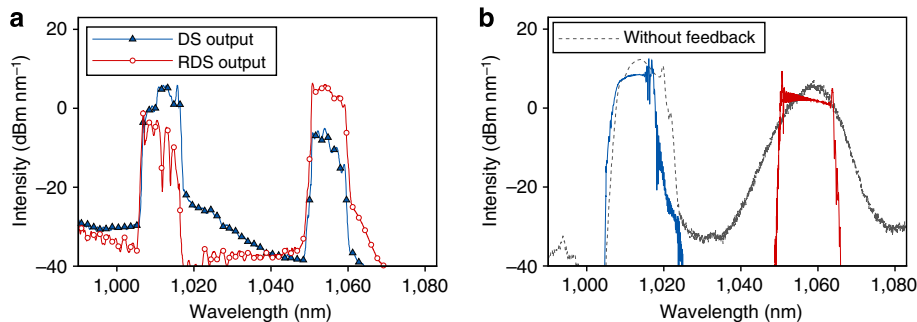 a
20
0
−20
−40
Intensity (dBm nm⁻¹)
DS output
RDS output
1,000
1,020
1,040
1,060
1,080
Wavelength (nm)
b
20
0
−20
−40
Intensity (dBm nm⁻¹)
Without feedback
1,000
1,020
1,040
1,060
1,080
Wavelength (nm)